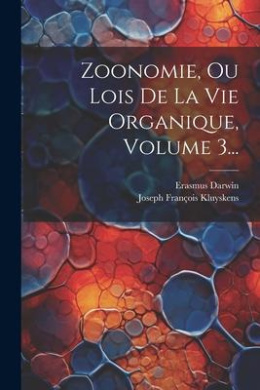 Zoonomie, Ou
Lois De La Vie
Organique,
Volume 3...
Erasmus Darwin
Joseph François Kluyskens